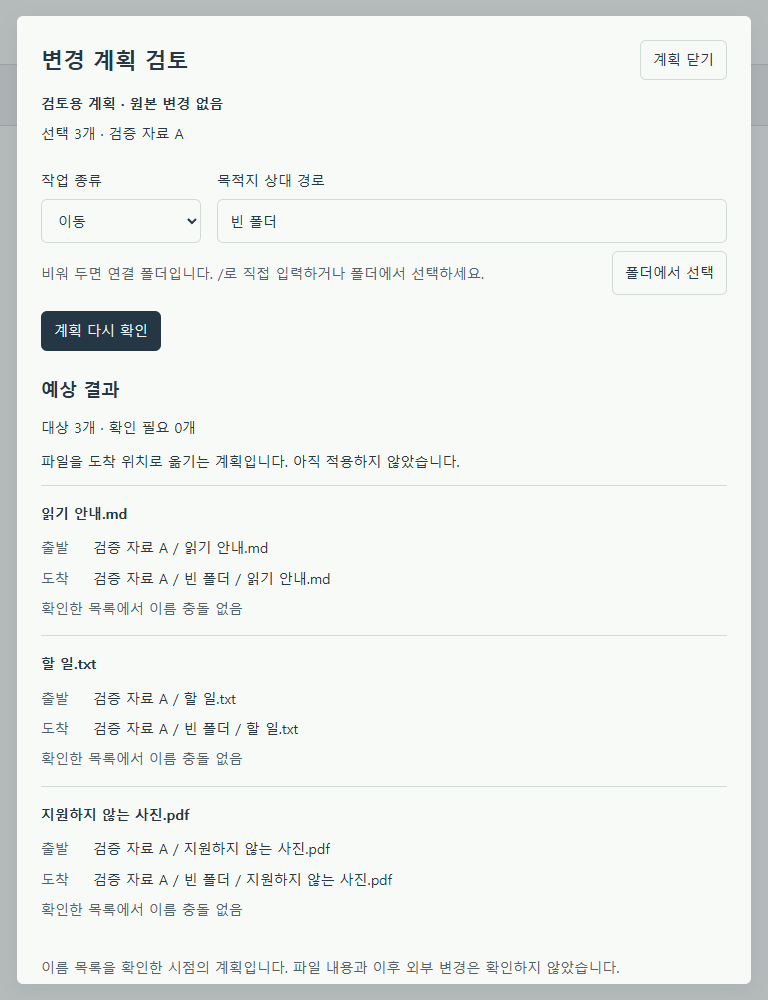 변경 계획 검토
계획 닫기
검토용 계획 · 원본 변경 없음
선택 3개 · 검증 자료 A
작업 종류
목적지 상대 경로
이동
빈 폴더
비워 두면 연결 폴더입니다. /로 직접 입력하거나 폴더에서 선택하세요.
폴더에서 선택
계획 다시 확인
예상 결과
대상 3개 · 확인 필요 0개
파일을 도착 위치로 옮기는 계획입니다. 아직 적용하지 않았습니다.
읽기 안내.md
출발 검증 자료 A / 읽기 안내.md
도착 검증 자료 A / 빈 폴더 / 읽기 안내.md
확인한 목록에서 이름 충돌 없음
할 일.txt
출발 검증 자료 A / 할 일.txt
도착 검증 자료 A / 빈 폴더 / 할 일.txt
확인한 목록에서 이름 충돌 없음
지원하지 않는 사진.pdf
출발 검증 자료 A / 지원하지 않는 사진.pdf
도착 검증 자료 A / 빈 폴더 / 지원하지 않는 사진.pdf
확인한 목록에서 이름 충돌 없음
이름 목록을 확인한 시점의 계획입니다. 파일 내용과 이후 외부 변경은 확인하지 않았습니다.